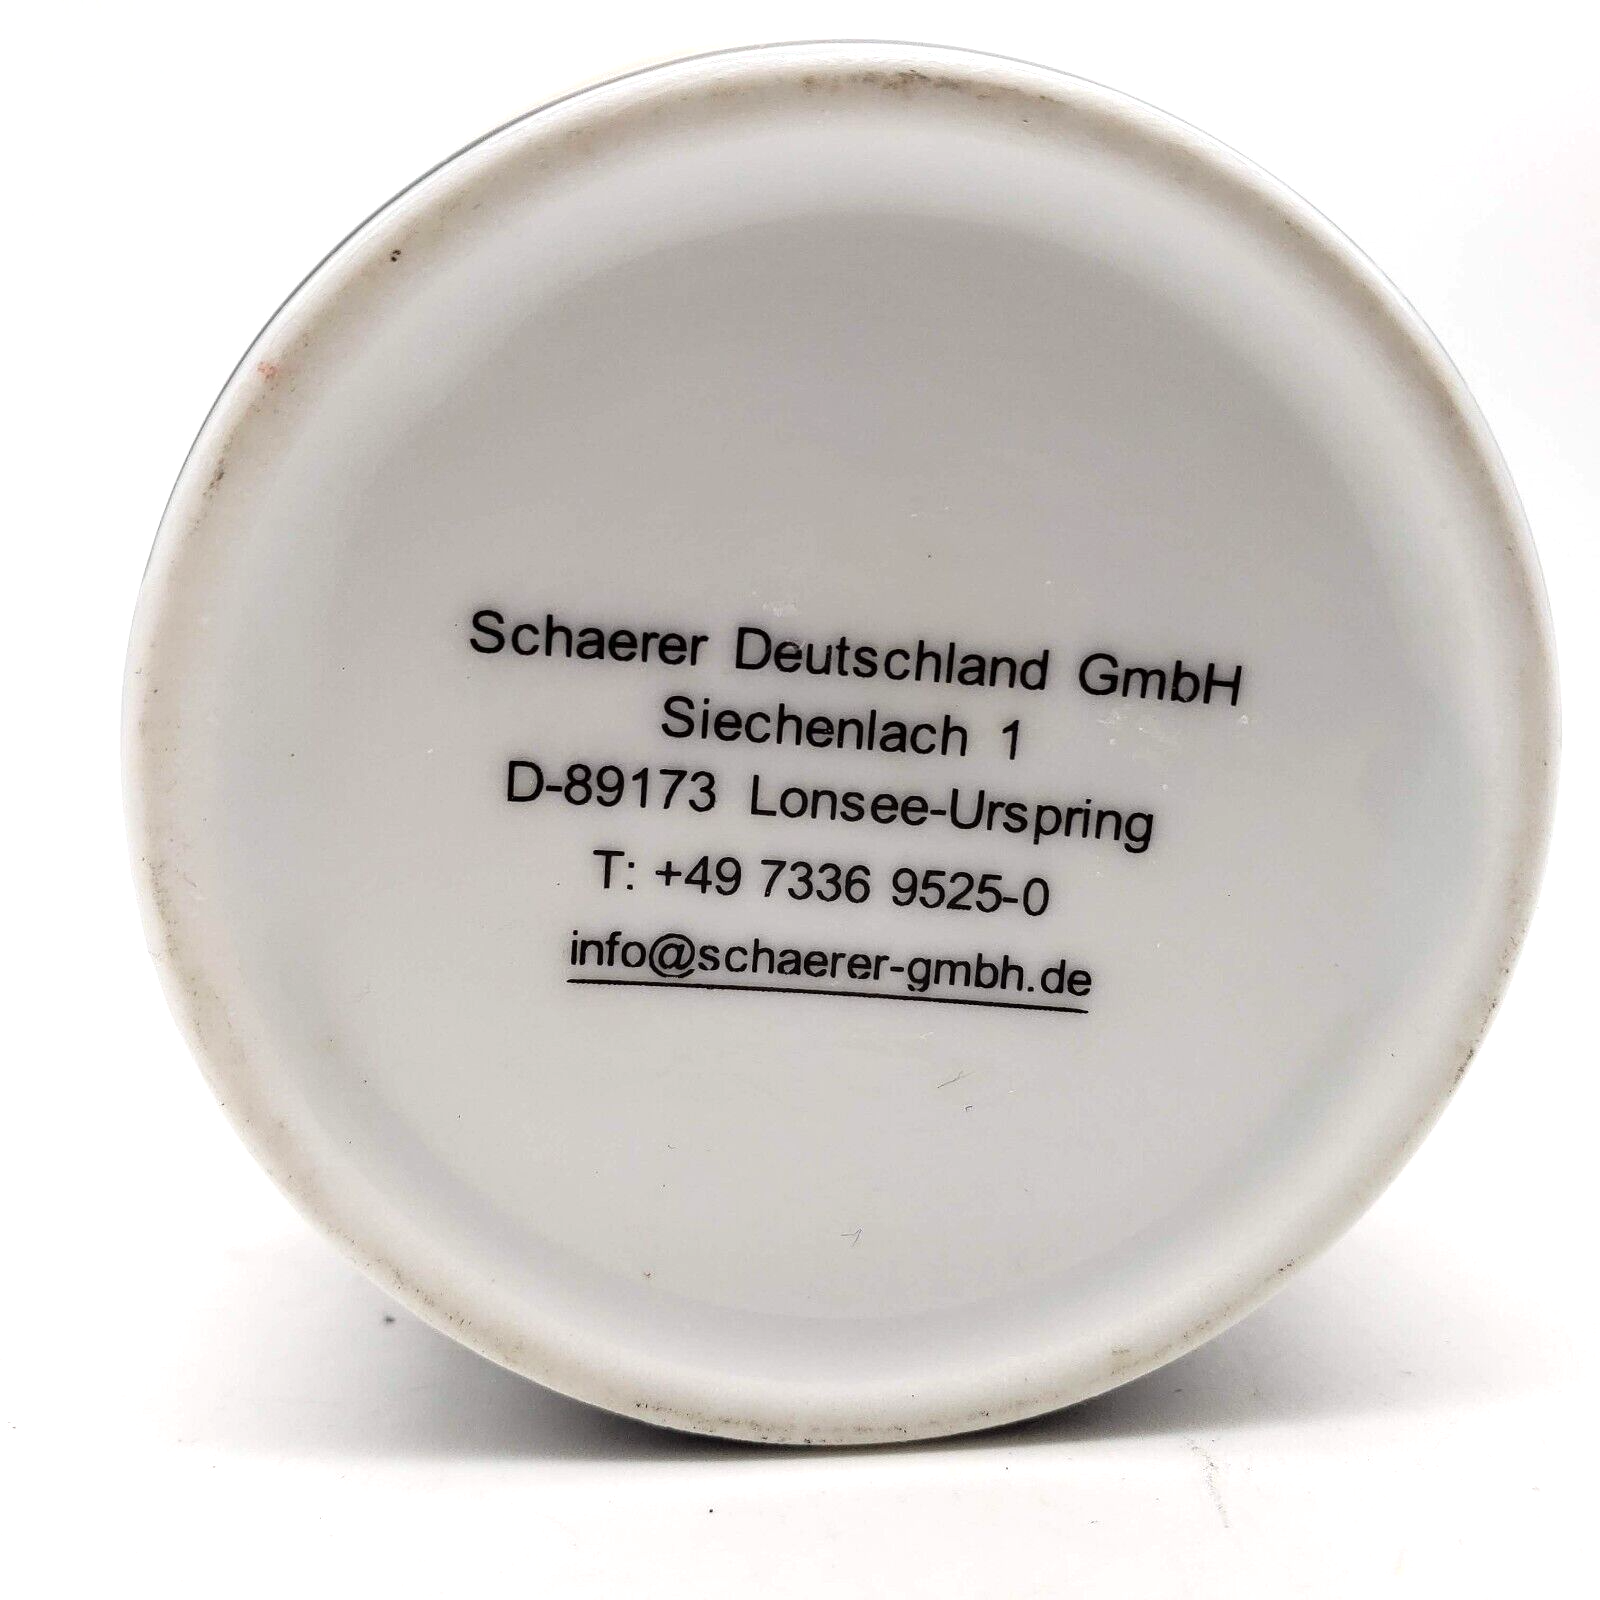 Schaerer Deutschland GmbH
Siechenlach 1
D-89173 Lonsee-Urspring
T: +49 7336 9525-0
info@schaerer-gmbh.de